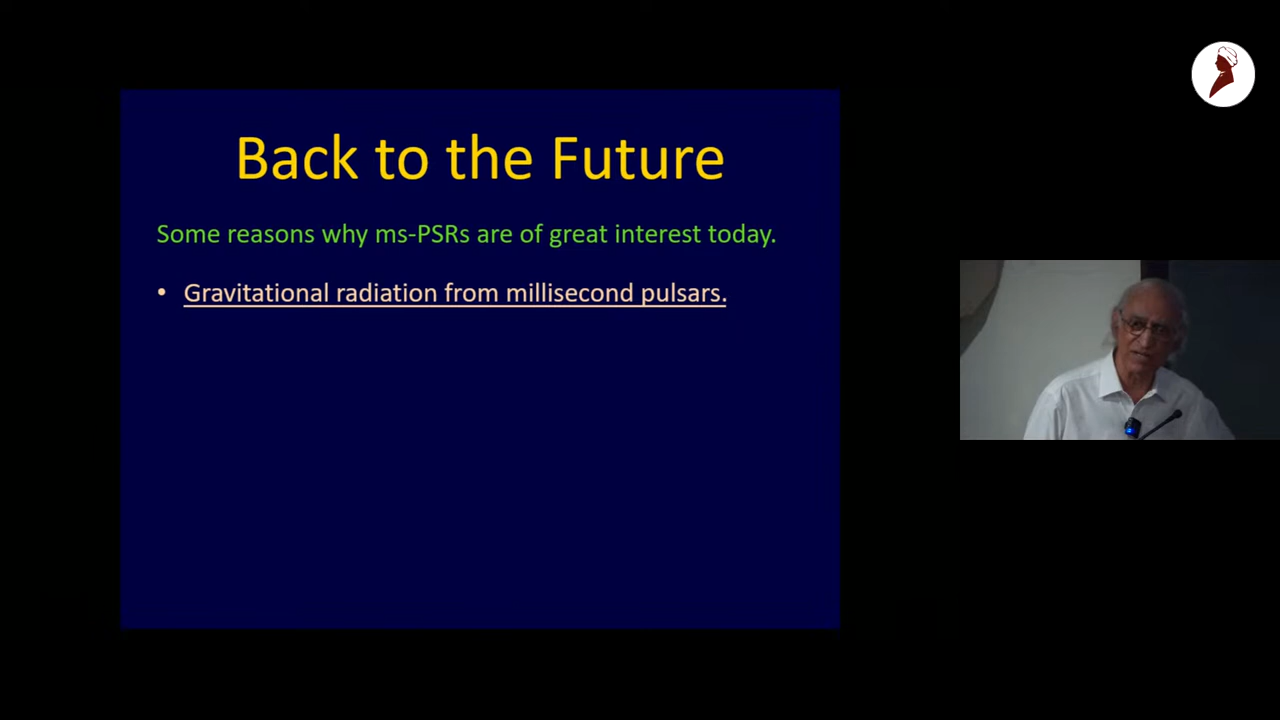 Back to the Future
Some reasons why ms-PSRs are of great interest today.
• Gravitational radiation from millisecond pulsars.